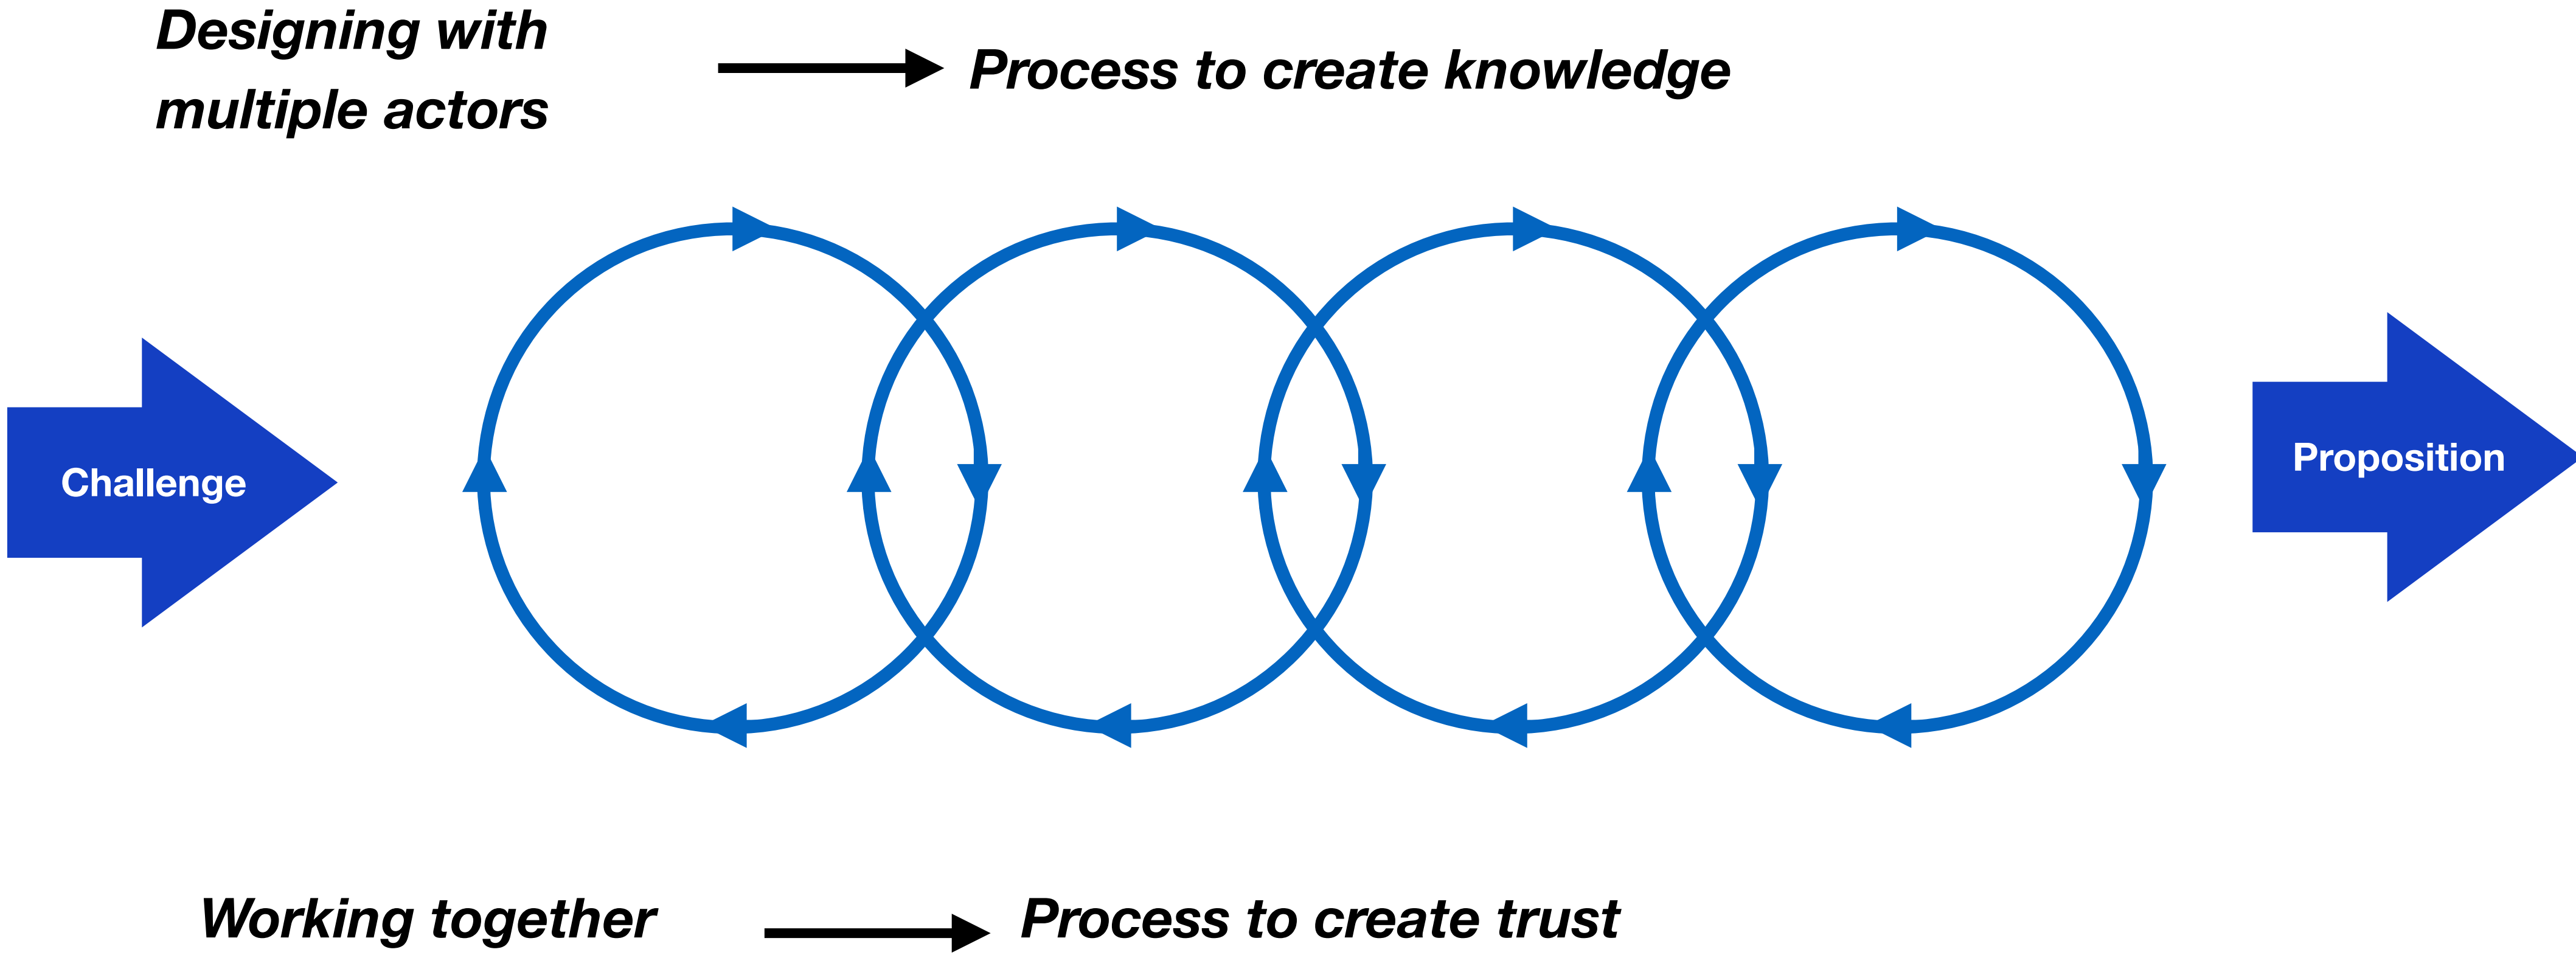 Designing with
multiple actors
Process to create knowledge
Challenge
Proposition
Working together
Process to create trust